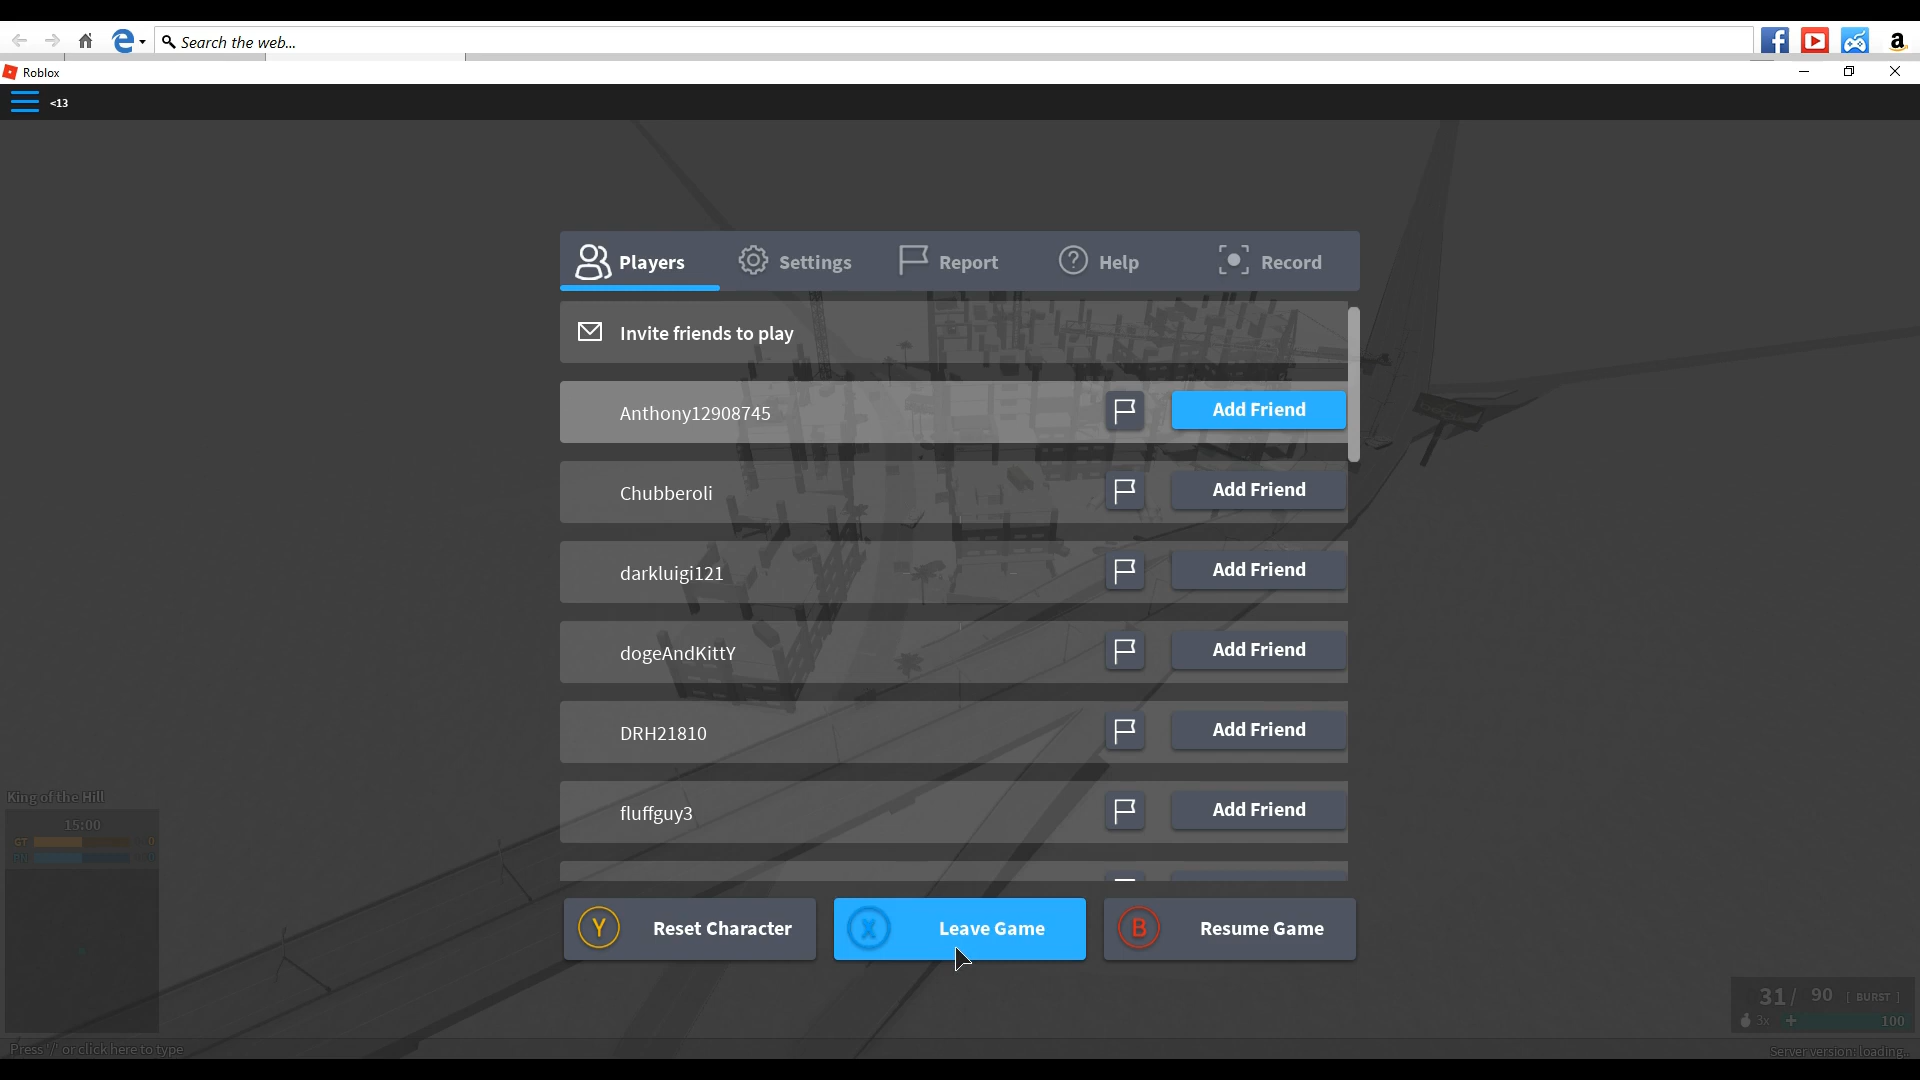 Search the web...
Roblox
<13
Players
Settings
Report
Help
Record
Invite friends to play
Anthony12908745
Add Friend
Chubberoli
Add Friend
darkluigi121
Add Friend
dogeAndKittY
Add Friend
DRH21810
Add Friend
fluffguy3
Add Friend
King of the Hill
15:00
GT 0
Y Reset Character
X Leave Game
B Resume Game
31/ 90 [ BURST ]
3x + 100
Press '/' or click here to type
Server version: loading..